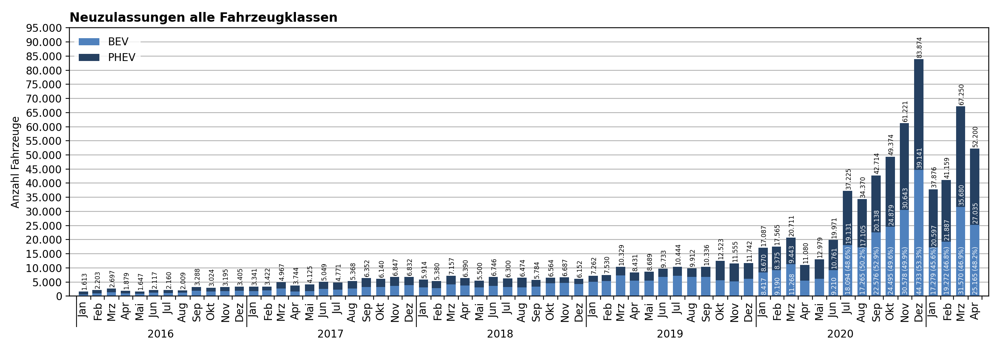 Neuzulassungen alle Fahrzeugklassen
Anzahl Fahrzeuge
95.000
90.000
85.000
80.000
75.000
70.000
65.000
60.000
55.000
50.000
45.000
40.000
35.000
30.000
25.000
20.000
15.000
10.000
5.000
0
BEV
PHEV
1.613
2.203
2.697
1.879
1.647
2.117
2.160
2.009
3.288
3.024
3.195
3.405
3.341
3.422
4.967
3.744
4.125
5.049
4.771
5.368
6.352
6.140
6.847
6.832
5.914
5.380
7.157
6.390
5.500
6.746
6.300
6.474
5.784
6.564
6.687
6.152
7.262
7.530
10.329
8.431
8.689
9.733
10.444
9.912
10.336
12.523
11.555
11.742
17.087
8.670
8.417
17.565
8.375
9.190
20.711
9.443
11.268
11.080
12.979
19.971
10.761
9.210
37.225
19.131
18.094 (48.6%)
34.370
17.105
17.265 (50.2%)
42.714
20.138
22.576 (52.9%)
49.374
24.879
24.495 (49.6%)
61.221
30.643
30.578 (49.9%)
83.874
39.141
44.733 (53.3%)
37.876
20.597
17.279 (45.6%)
41.159
21.887
19.272 (46.8%)
67.250
35.680
31.570 (46.9%)
52.200
27.035
25.165 (48.2%)
Jan
Feb
Mrz
Apr
Mai
Jun
Jul
Aug
Sep
Okt
Nov
Dez
Jan
Feb
Mrz
Apr
Mai
Jun
Jul
Aug
Sep
Okt
Nov
Dez
Jan
Feb
Mrz
Apr
Mai
Jun
Jul
Aug
Sep
Okt
Nov
Dez
Jan
Feb
Mrz
Apr
Mai
Jun
Jul
Aug
Sep
Okt
Nov
Dez
Jan
Feb
Mrz
Apr
Mai
Jun
Jul
Aug
Sep
Okt
Nov
Dez
Jan
Feb
Mrz
Apr
2016
2017
2018
2019
2020